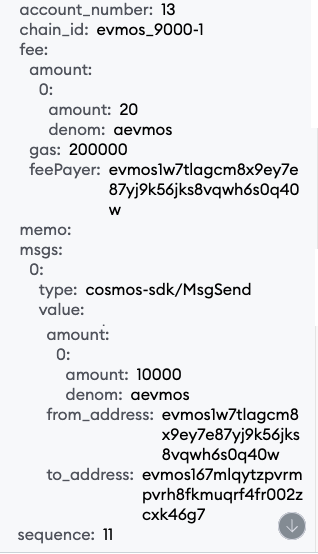 account_number: 13
chain_id: evmos_9000-1
fee:
amount:
0:
amount: 20
denom: aevmos
gas: 200000
feePayer: evmos1w7tlagcm8x9ey7e
87yj9k56jks8vqwh6s0q40
w
memo:
msgs:
0:
type: cosmos-sdk/MsgSend
value:
amount:
0:
amount: 10000
denom: aevmos
from_address: evmos1w7tlagcm8
x9ey7e87yj9k56jks
8vqwh6s0q40w
to_address: evmos167mlqytzpvrm
pvrh8fkmuqrf4fr002z
cxk46g7
sequence: 11